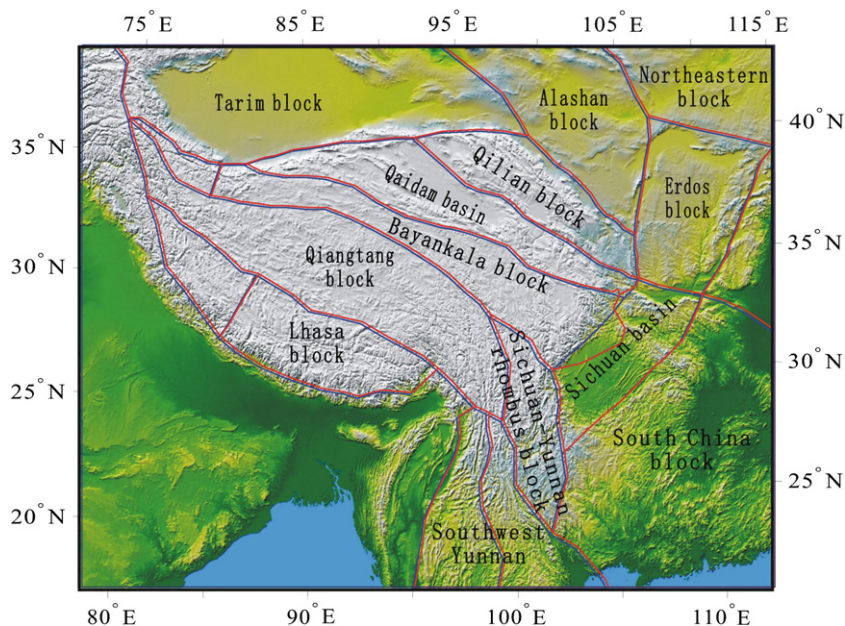 75°E
85°E
95°E
105°E
115°E
Tarim block
Alashan
block
Northeastern
block
40°N
35°N
Qilian block
Qaidam basin
Erdos
block
Bayankala block
35°N
30°N
Qiangtang
block
Lhasa
block
Sichuan-Yunnan
rhombus block
Sichuan basin
30°N
25°N
South China
block
25°N
20°N
Southwest
Yunnan
80°E
90°E
100°E
110°E